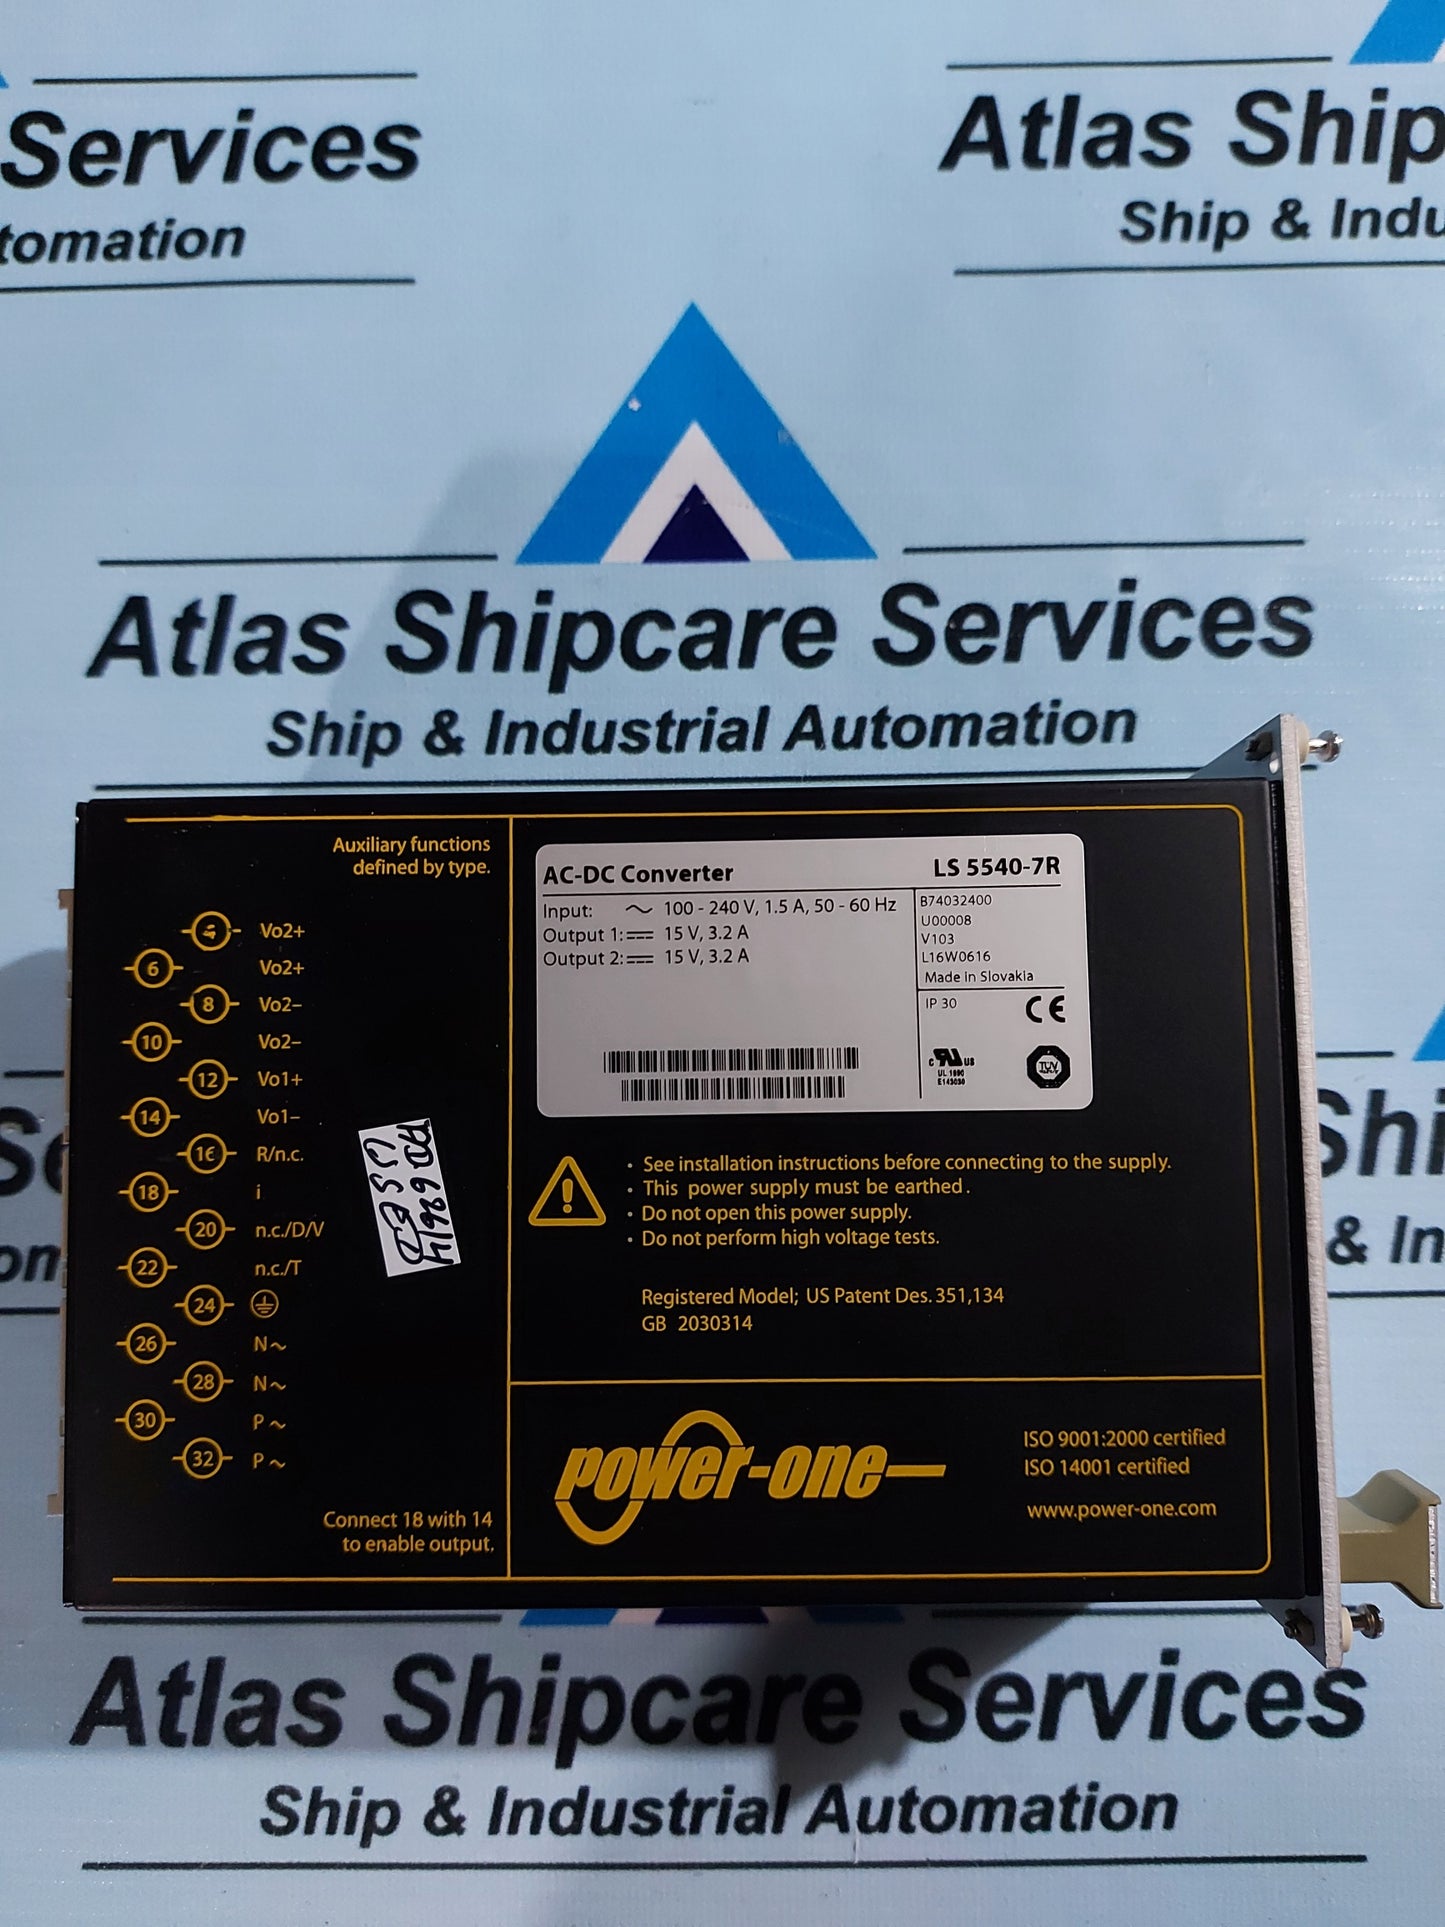 Services
tomation
Atlas Ship
Ship & Indu
Atlas Shipcare Services
Ship & Industrial Automation
Auxiliary functions
defined by type.
4 Vo2+
6 Vo2+
8 Vo2–
10 Vo2–
12 Vo1+
14 Vo1–
16 R/n.c.
18 i
20 n.c./D/V
22 n.c./T
24
26 N~
28 N~
30 P~
32 P~
Connect 18 with 14
to enable output.
AC-DC Converter
LS 5540-7R
Input: ~ 100 - 240 V, 1.5 A, 50 - 60 Hz
Output 1: 15 V, 3.2 A
Output 2: 15 V, 3.2 A
B74032400
U00008
V103
L16W0616
Made in Slovakia
IP 30
CE
c US
UL 1950
E143030
TUV
• See installation instructions before connecting to the supply.
• This power supply must be earthed.
• Do not open this power supply.
• Do not perform high voltage tests.
Registered Model; US Patent Des. 351,134
GB 2030314
power-one
ISO 9001:2000 certified
ISO 14001 certified
www.power-one.com
Shi
& In
Atlas Shipcare Services
Ship & Industrial Automation